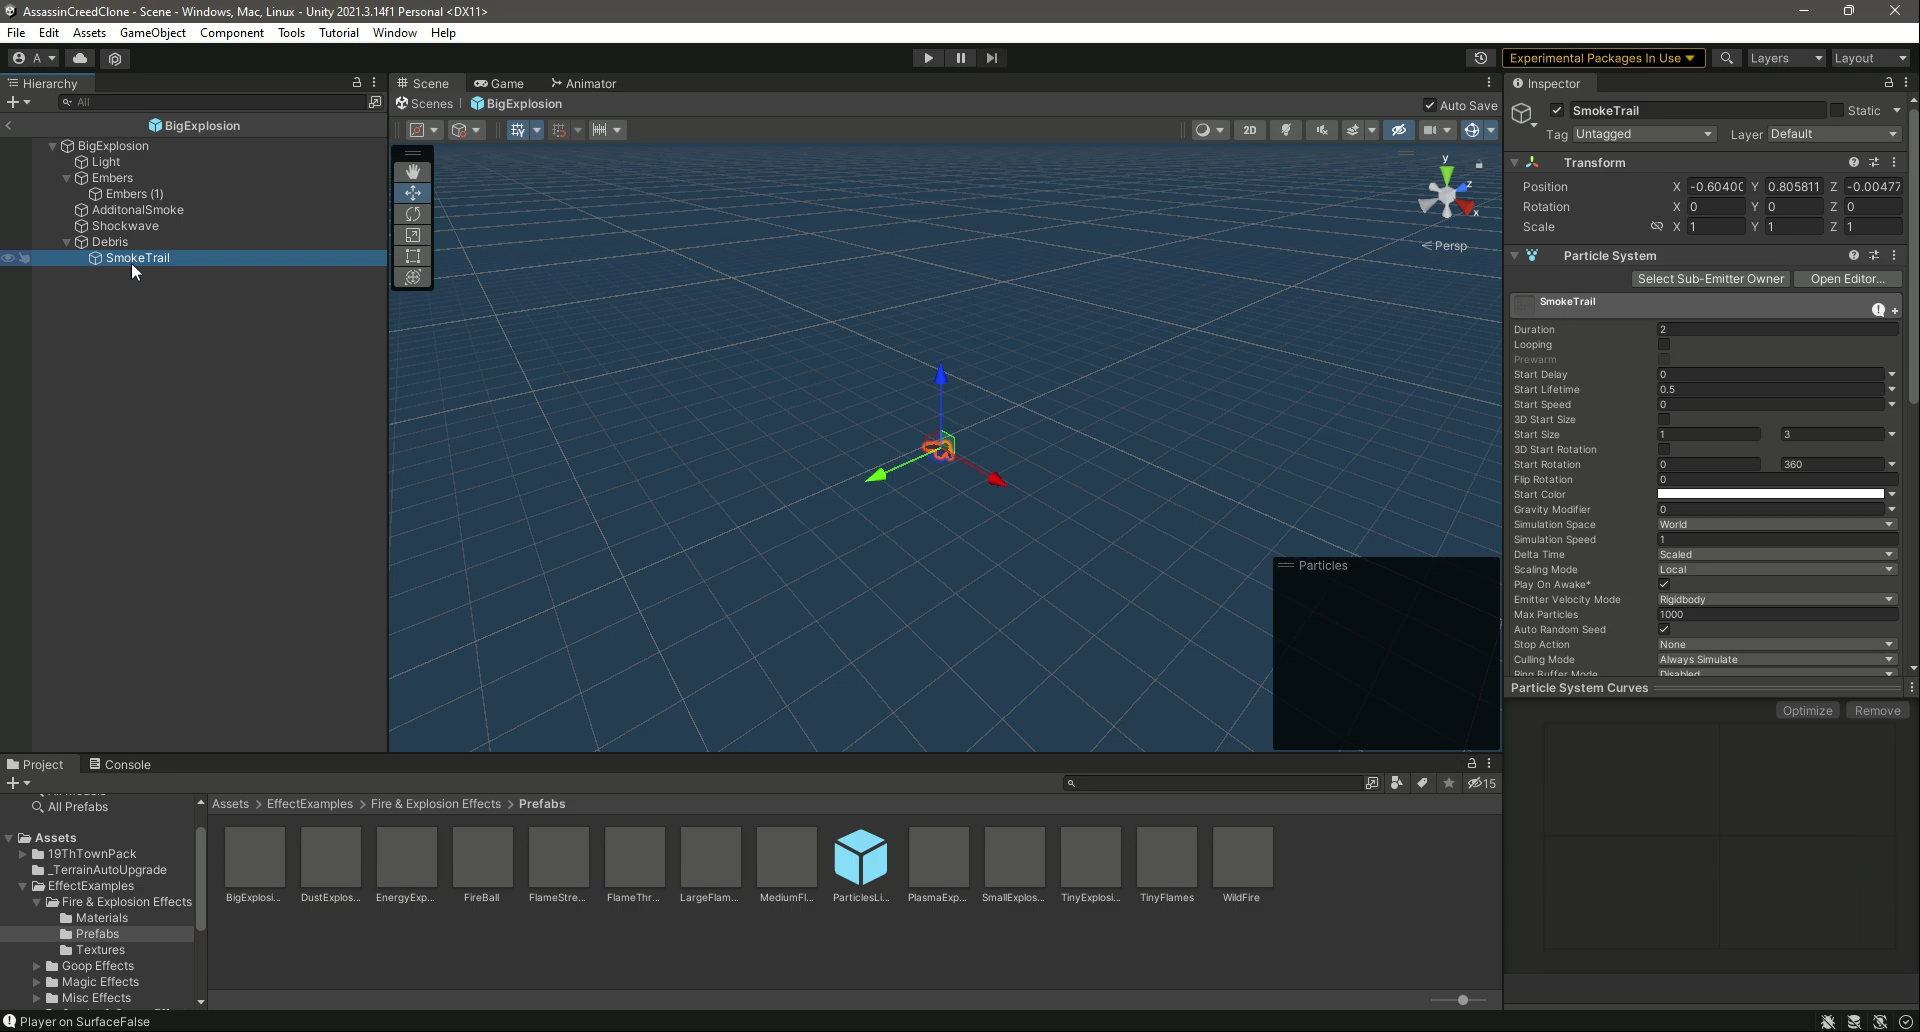 AssassinCreedClone - Scene - Windows, Mac, Linux - Unity 2021.3.14f1 Personal <DX11>
File Edit Assets GameObject Component Tools Tutorial Window Help
A Experimental Packages In Use Layers Layout
Hierarchy
All
BigExplosion
BigExplosion
Light
Embers
Embers (1)
AdditonalSmoke
Shockwave
Debris
SmokeTrail
Scene Game Animator
Scenes BigExplosion Auto Save
2D
y
z
x
Persp
Particles
Inspector
SmokeTrail Static
Tag Untagged Layer Default
Transform
Position X -0.6040 Y 0.805811 Z -0.00477
Rotation X 0 Y 0 Z 0
Scale X 1 Y 1 Z 1
Particle System
Select Sub-Emitter Owner Open Editor...
SmokeTrail
Duration 2
Looping
Prewarm
Start Delay 0
Start Lifetime 0.5
Start Speed 0
3D Start Size
Start Size 1 3
3D Start Rotation
Start Rotation 0 360
Flip Rotation 0
Start Color
Gravity Modifier 0
Simulation Space World
Simulation Speed 1
Delta Time Scaled
Scaling Mode Local
Play On Awake*
Emitter Velocity Mode Rigidbody
Max Particles 1000
Auto Random Seed
Stop Action None
Culling Mode Always Simulate
Ring Buffer Mode Disabled
Particle System Curves
Optimize Remove
Project Console
15
All Prefabs
Assets
19ThTownPack
_TerrainAutoUpgrade
EffectExamples
Fire & Explosion Effects
Materials
Prefabs
Textures
Goop Effects
Magic Effects
Misc Effects
Assets > EffectExamples > Fire & Explosion Effects > Prefabs
BigExplosi... DustExplos... EnergyExp... FireBall FlameStre... FlameThr... LargeFlam... MediumFl... ParticlesLi... PlasmaExp... SmallExplos... TinyExplosi... TinyFlames WildFire
Player on SurfaceFalse